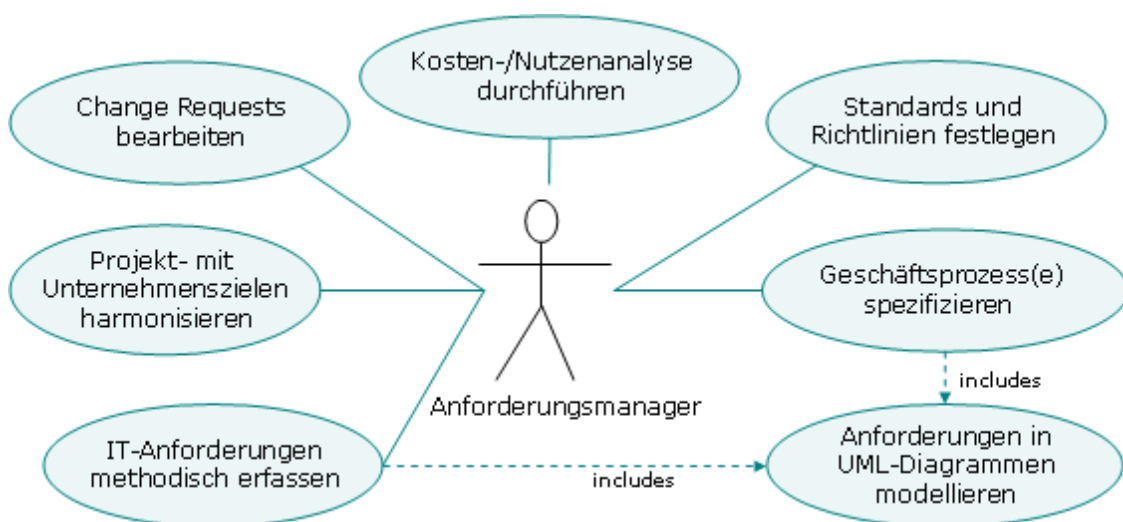 Kosten-/Nutzenanalyse
durchführen
Change Requests
bearbeiten
Standards und
Richtlinien festlegen
Projekt- mit
Unternehmenszielen
harmonisieren
Geschäftsprozess(e)
spezifizieren
includes
Anforderungsmanager
IT-Anforderungen
methodisch erfassen
includes
Anforderungen in
UML-Diagrammen
modellieren